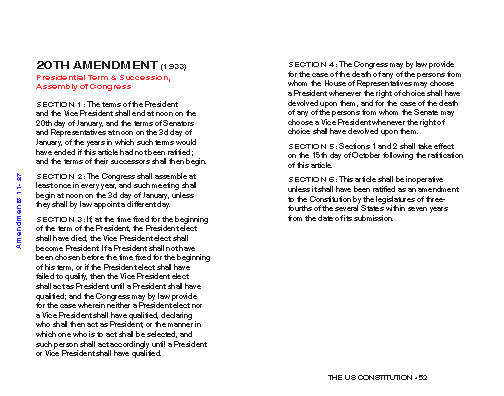 20TH AMENDMENT (1933)
Presidential Term & Succession,
Assembly of Congress
SECTION 1: The terms of the President
and the Vice President shall end at noon on the
20th day of January, and the terms of Senators
and Representatives at noon on the 3d day of
January, of the years in which such terms would
have ended if this article had not been ratified;
and the terms of their successors shall then begin.
SECTION 2: The Congress shall assemble at
least once in every year, and such meeting shall
begin at noon on the 3d day of January, unless
they shall by law appoint a different day.
SECTION 3: If, at the time fixed for the beginning
of the term of the President, the President elect
shall have died, the Vice President elect shall
become President. If a President shall not have
been chosen before the time fixed for the beginning
of his term, or if the President elect shall have
failed to qualify, then the Vice President elect
shall act as President until a President shall have
qualified; and the Congress may by law provide
for the case wherein neither a President elect nor
a Vice President shall have qualified, declaring
who shall then act as President, or the manner in
which one who is to act shall be selected, and
such person shall act accordingly until a President
or Vice President shall have qualified.
SECTION 4: The Congress may by law provide
for the case of the death of any of the persons from
whom the House of Representatives may choose
a President whenever the right of choice shall have
devolved upon them, and for the case of the death
of any of the persons from whom the Senate may
choose a Vice President whenever the right of
choice shall have devolved upon them.
SECTION 5: Sections 1 and 2 shall take effect
on the 15th day of October following the ratification
of this article.
SECTION 6: This article shall be inoperative
unless it shall have been ratified as an amendment
to the Constitution by the legislatures of three-
fourths of the several States within seven years
from the date of its submission.
Amendments 11-27
THE US CONSTITUTION • 52